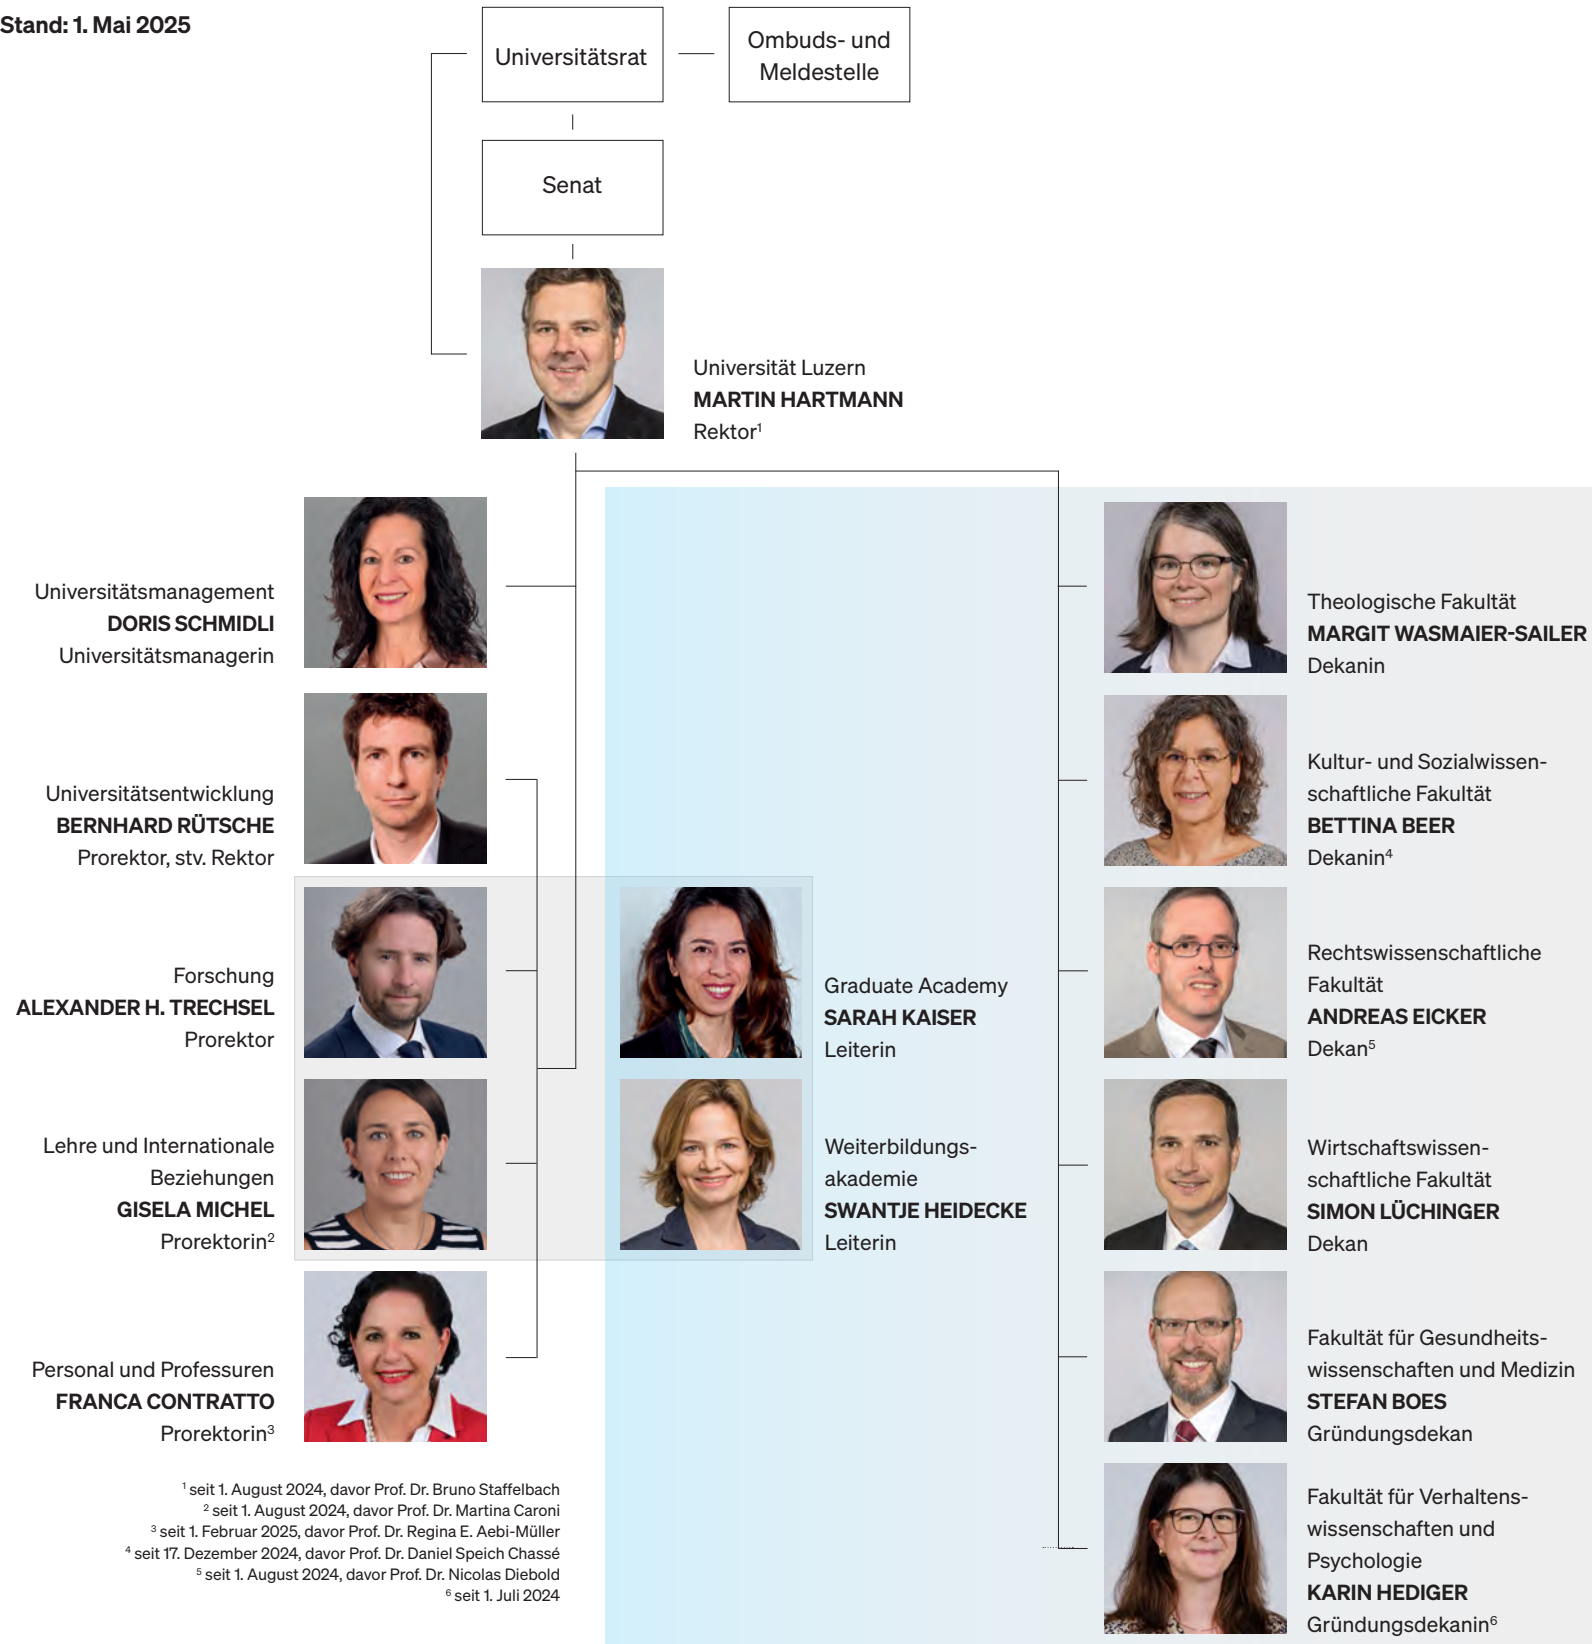 Stand: 1. Mai 2025
Universitätsrat
Ombuds- und
Meldestelle
Senat
Universität Luzern
MARTIN HARTMANN
Rektor¹
Universitätsmanagement
DORIS SCHMIDLI
Universitätsmanagerin
Universitätsentwicklung
BERNHARD RÜTSCHE
Prorektor, stv. Rektor
Forschung
ALEXANDER H. TRECHSEL
Prorektor
Lehre und Internationale
Beziehungen
GISELA MICHEL
Prorektorin²
Personal und Professuren
FRANCA CONTRATTO
Prorektorin³
Graduate Academy
SARAH KAISER
Leiterin
Weiterbildungs-
akademie
SWANTJE HEIDECKE
Leiterin
Theologische Fakultät
MARGIT WASMAIER-SAILER
Dekanin
Kultur- und Sozialwissen-
schaftliche Fakultät
BETTINA BEER
Dekanin⁴
Rechtswissenschaftliche
Fakultät
ANDREAS EICKER
Dekan⁵
Wirtschaftswissen-
schaftliche Fakultät
SIMON LÜCHINGER
Dekan
Fakultät für Gesundheits-
wissenschaften und Medizin
STEFAN BOES
Gründungsdekan
Fakultät für Verhaltens-
wissenschaften und
Psychologie
KARIN HEDIGER
Gründungsdekanin⁶
¹ seit 1. August 2024, davor Prof. Dr. Bruno Staffelbach
² seit 1. August 2024, davor Prof. Dr. Martina Caroni
³ seit 1. Februar 2025, davor Prof. Dr. Regina E. Aebi-Müller
⁴ seit 17. Dezember 2024, davor Prof. Dr. Daniel Speich Chassé
⁵ seit 1. August 2024, davor Prof. Dr. Nicolas Diebold
⁶ seit 1. Juli 2024